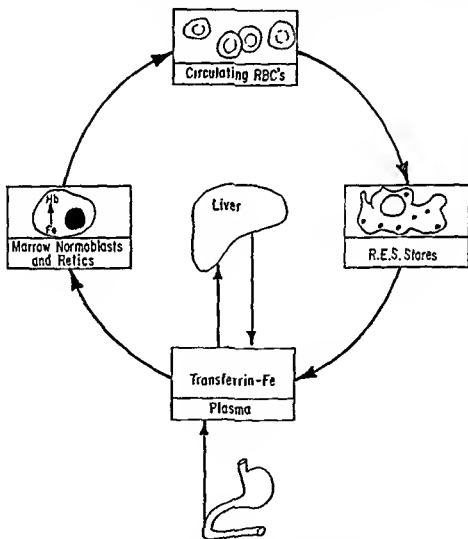 Circulating RBC's
Hb
Fe
Marrow Normoblasts
and Retics
Liver
R.E.S. Stores
Transferrin-Fe
Plasma